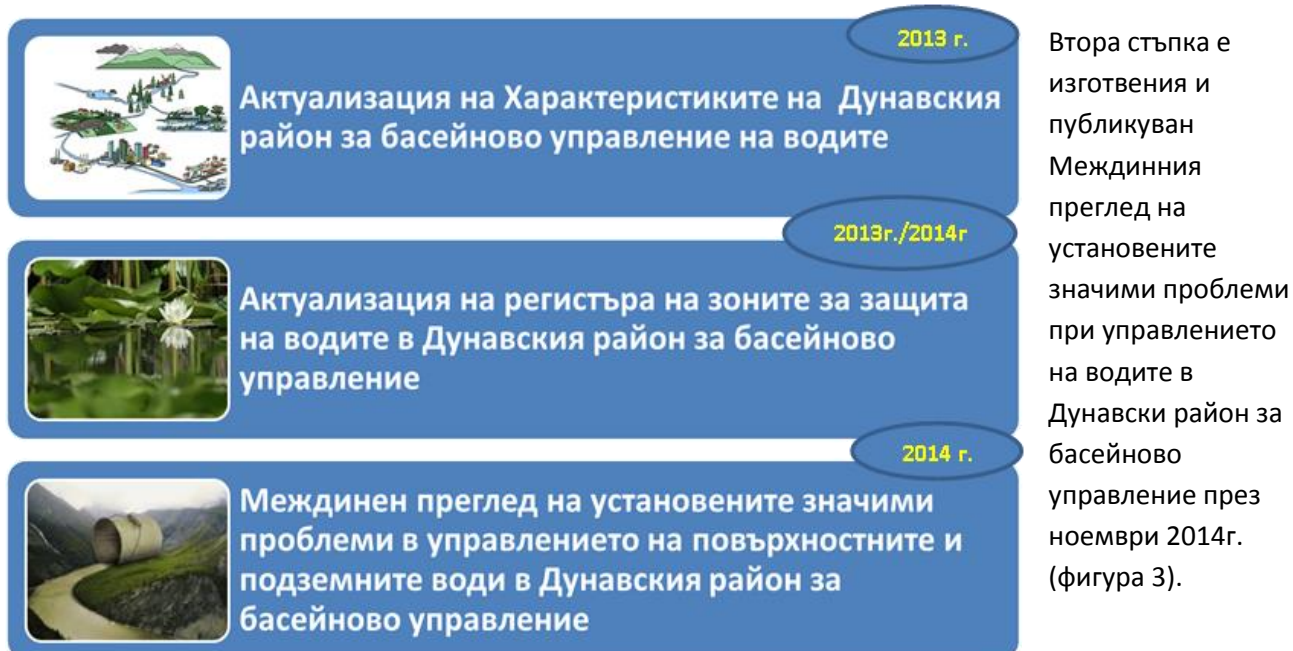 2013 г.
Актуализация на Характеристиките на Дунавския
район за басейново управление на водите
2013г./2014г
Актуализация на регистъра на зоните за защита
на водите в Дунавския район за басейново
управление
2014 г.
Междинен преглед на установените значими
проблеми в управлението на повърхностните и
подземните води в Дунавския район за
басейново управление
Втора стъпка е
изготвения и
публикуван
Междинния
преглед на
установените
значими проблеми
при управлението
на водите в
Дунавски район за
басейново
управление през
ноември 2014г.
(фигура 3).